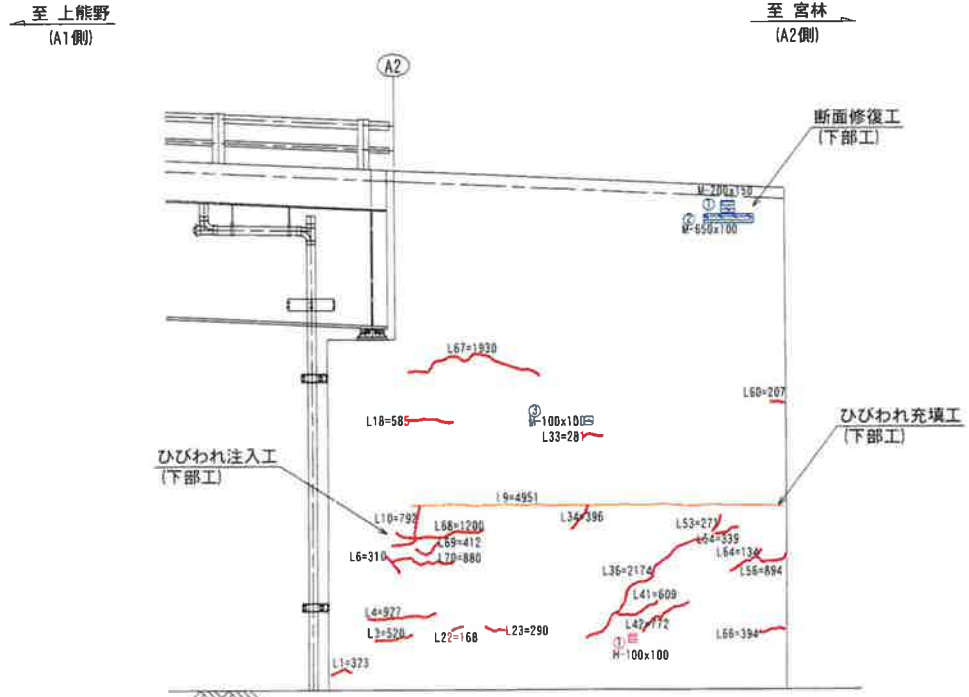 至 上熊野
(A1側)
至 宮林
(A2側)
A2
断面修復工
(下部工)
M-200x150
①
②
M-650x100
L67=1930
L60=207
③
M-100x100
L18=585
L33=281
ひびわれ充填工
(下部工)
ひびわれ注入工
(下部工)
L9=4951
L10=792
L68=1200
L34=396
L53=271
L54=339
L69=412
L6=310
L70=880
L64=134
L56=894
L36=2174
L41=609
L4=927
L3=520
L22=168
L23=290
L42=772
L66=394
①
H-100x100
L1=323